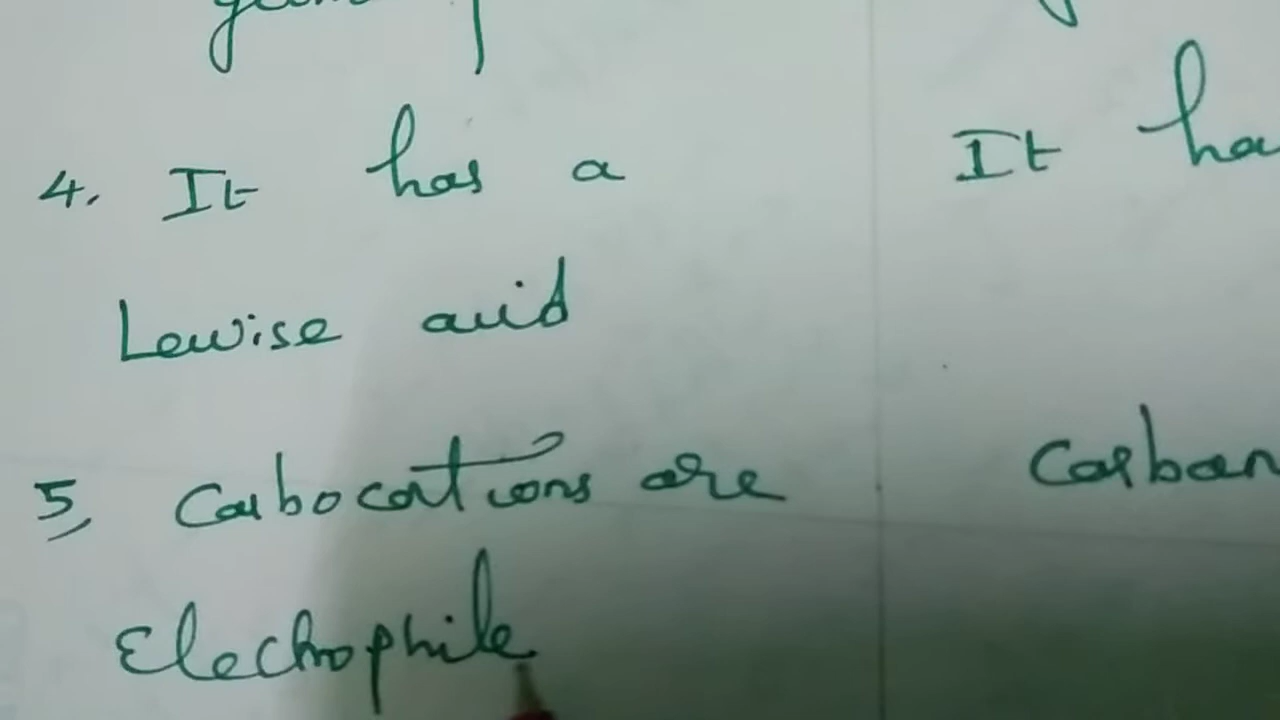 4. It has a
Lewise acid
5, Carbocations are
Electrophile
It ha
Carban